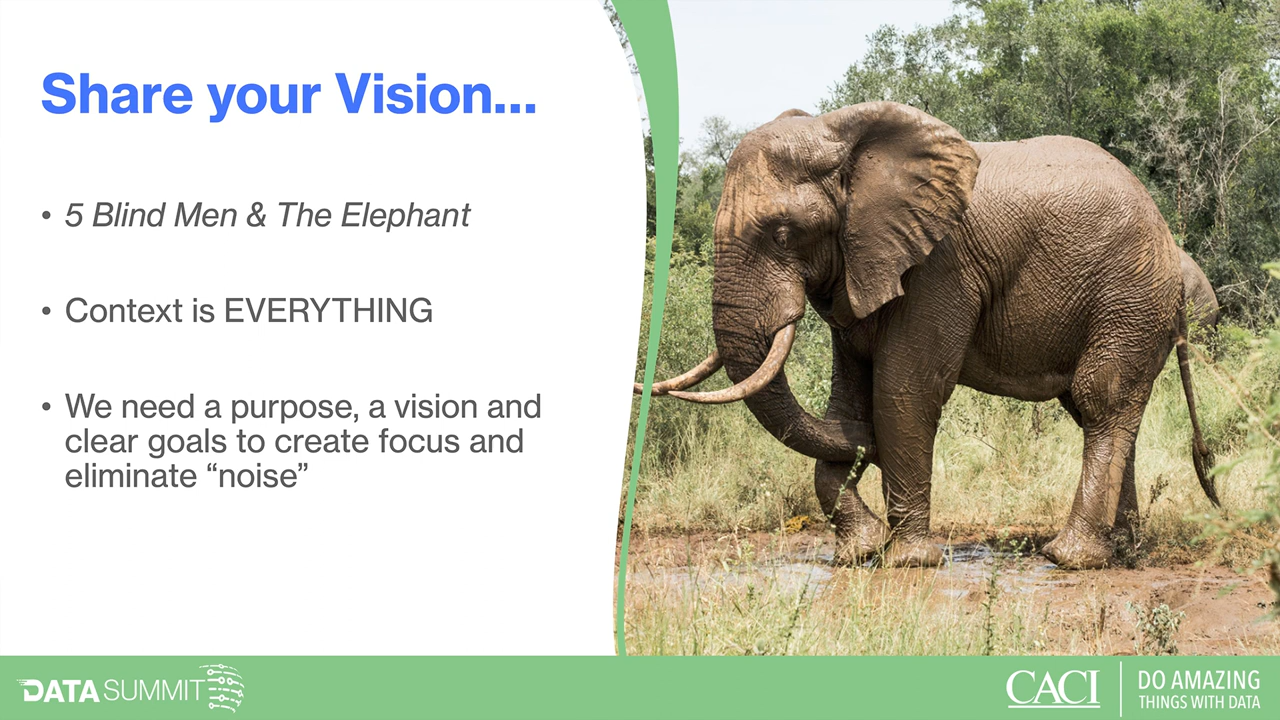 Share your Vision...
• 5 Blind Men & The Elephant
• Context is EVERYTHING
• We need a purpose, a vision and
clear goals to create focus and
eliminate “noise”
DATA SUMMIT
CACI
DO AMAZING
THINGS WITH DATA